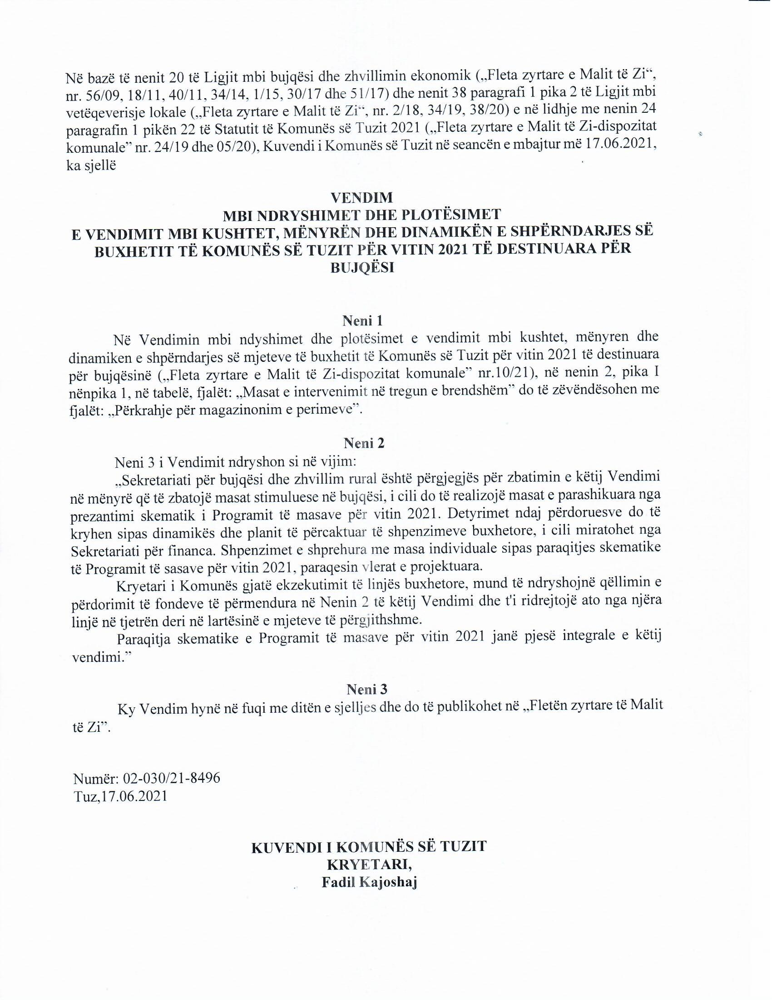 Në bazë të nenit 20 të Ligjit mbi bujqësi dhe zhvillimin ekonomik („Fleta zyrtare e Malit të Zi“,
nr. 56/09, 18/11, 40/11, 34/14, 1/15, 30/17 dhe 51/17) dhe nenit 38 paragrafi 1 pika 2 të Ligjit mbi
vetëqeverisje lokale („Fleta zyrtare e Malit të Zi“, nr. 2/18, 34/19, 38/20) e në lidhje me nenin 24
paragrafin 1 pikën 22 të Statutit të Komunës së Tuzit 2021 („Fleta zyrtare e Malit të Zi-dispozitat
komunale” nr. 24/19 dhe 05/20), Kuvendi i Komunës së Tuzit në seancën e mbajtur më 17.06.2021,
ka sjellë
VENDIM
MBI NDRYSHIMET DHE PLOTËSIMET
E VENDIMIT MBI KUSHTET, MËNYRËN DHE DINAMIKËN E SHPËRNDARJES SË
BUXHETIT TË KOMUNËS SË TUZIT PËR VITIN 2021 TË DESTINUARA PËR
BUJQËSI
Neni 1
Në Vendimin mbi ndyshimet dhe plotësimet e vendimit mbi kushtet, mënyren dhe
dinamiken e shpërndarjes së mjeteve të buxhetit të Komunës së Tuzit për vitin 2021 të destinuara
për bujqësinë („Fleta zyrtare e Malit të Zi-dispozitat komunale” nr.10/21), në nenin 2, pika I
nënpika 1, në tabelë, fjalët: „Masat e intervenimit në tregun e brendshëm” do të zëvëndësohen me
fjalët: „Përkrahje për magazinonim e perimeve”.
Neni 2
Neni 3 i Vendimit ndryshon si në vijim:
„Sekretariati për bujqësi dhe zhvillim rural është përgjegjës për zbatimin e këtij Vendimi
në mënyrë që të zbatojë masat stimuluese në bujqësi, i cili do të realizojë masat e parashikuara nga
prezantimi skematik i Programit të masave për vitin 2021. Detyrimet ndaj përdoruesve do të
kryhen sipas dinamikës dhe planit të përcaktuar të shpenzimeve buxhetore, i cili miratohet nga
Sekretariati për financa. Shpenzimet e shprehura me masa individuale sipas paraqitjes skematike
të Programit të sasave për vitin 2021, paraqesin vlerat e projektuara.
Kryetari i Komunës gjatë ekzekutimit të linjës buxhetore, mund të ndryshojnë qëllimin e
përdorimit të fondeve të përmendura në Nenin 2 të këtij Vendimi dhe t'i ridrejtojë ato nga njëra
linjë në tjetrën deri në lartësinë e mjeteve të përgjithshme.
Paraqitja skematike e Programit të masave për vitin 2021 janë pjesë integrale e këtij
vendimi.”
Neni 3
Ky Vendim hynë në fuqi me ditën e sjelljes dhe do të publikohet në „Fletën zyrtare të Malit
të Zi”.
Numër: 02-030/21-8496
Tuz,17.06.2021
KUVENDI I KOMUNËS SË TUZIT
KRYETARI,
Fadil Kajoshaj